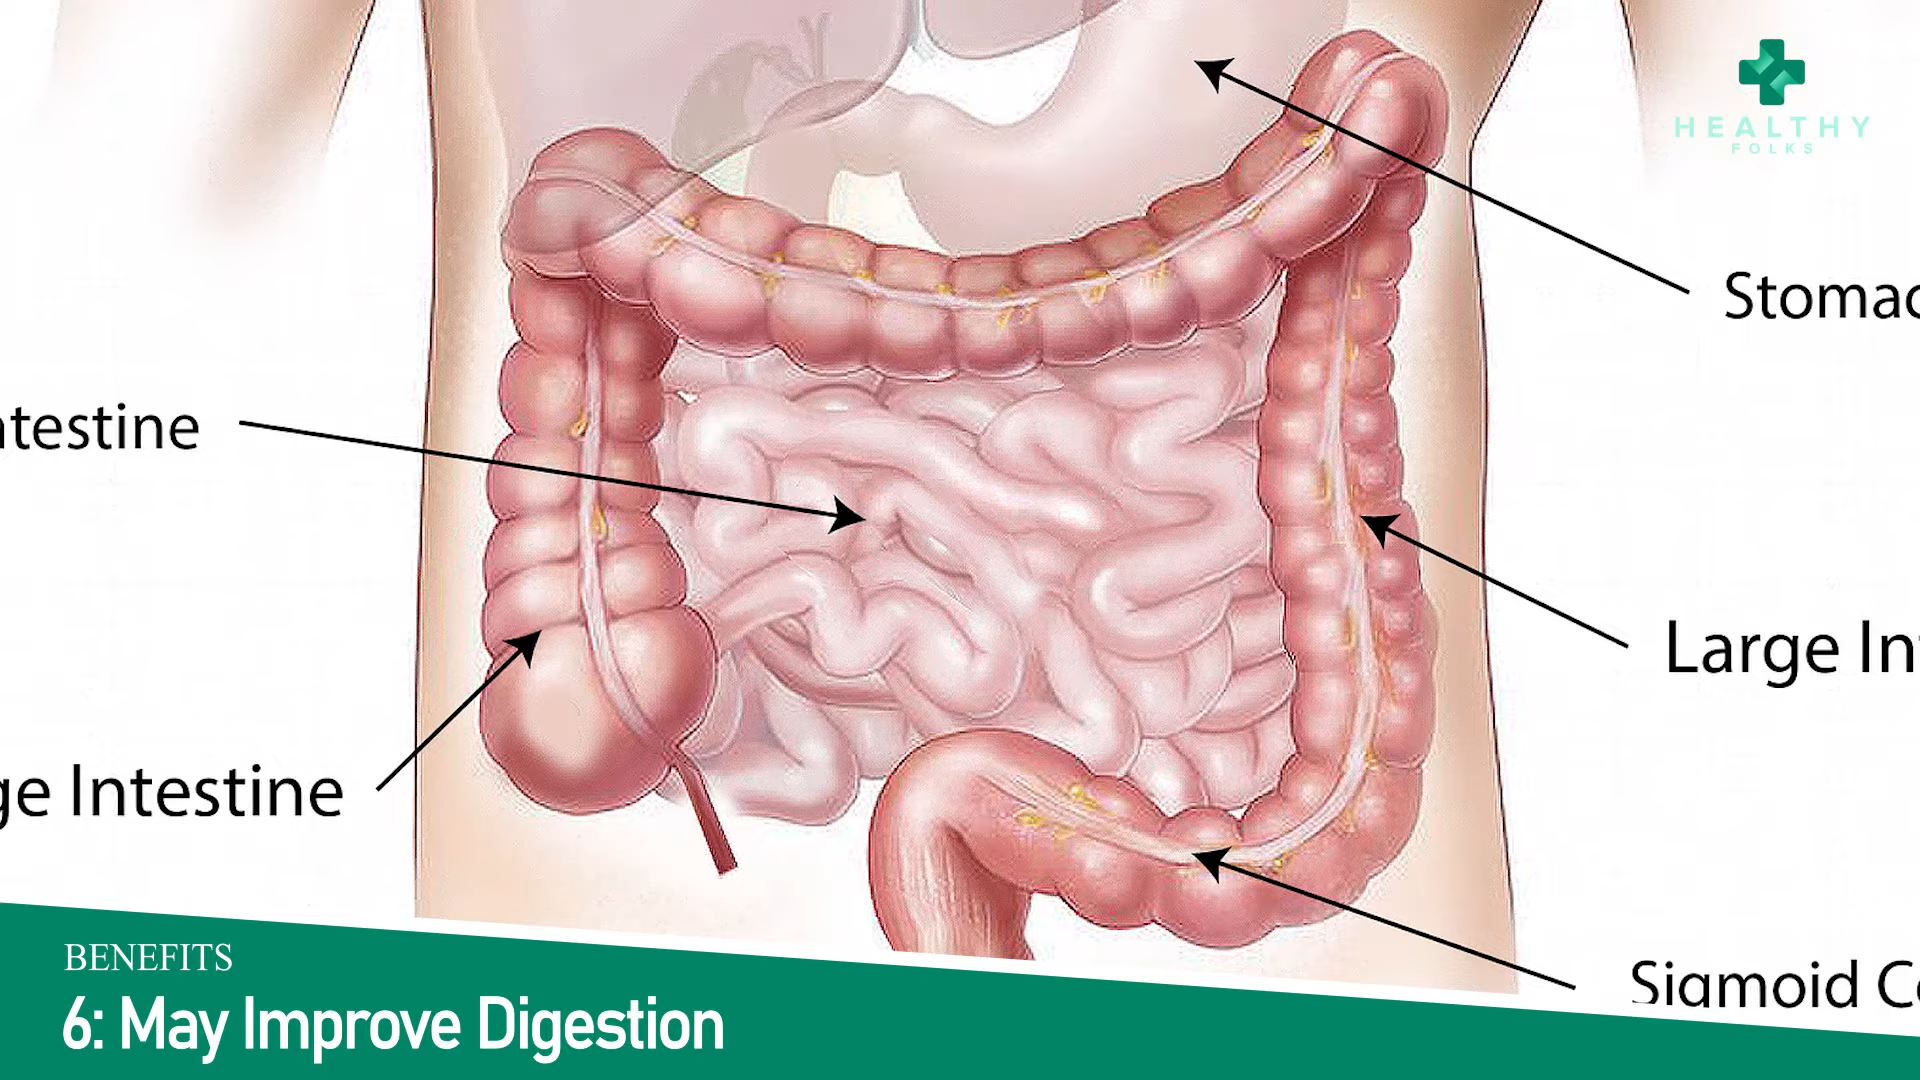 HEALTHY
FOLKS
Stomac
ntestine
Large In
ge Intestine
Sigmoid C
BENEFITS
6: May Improve Digestion